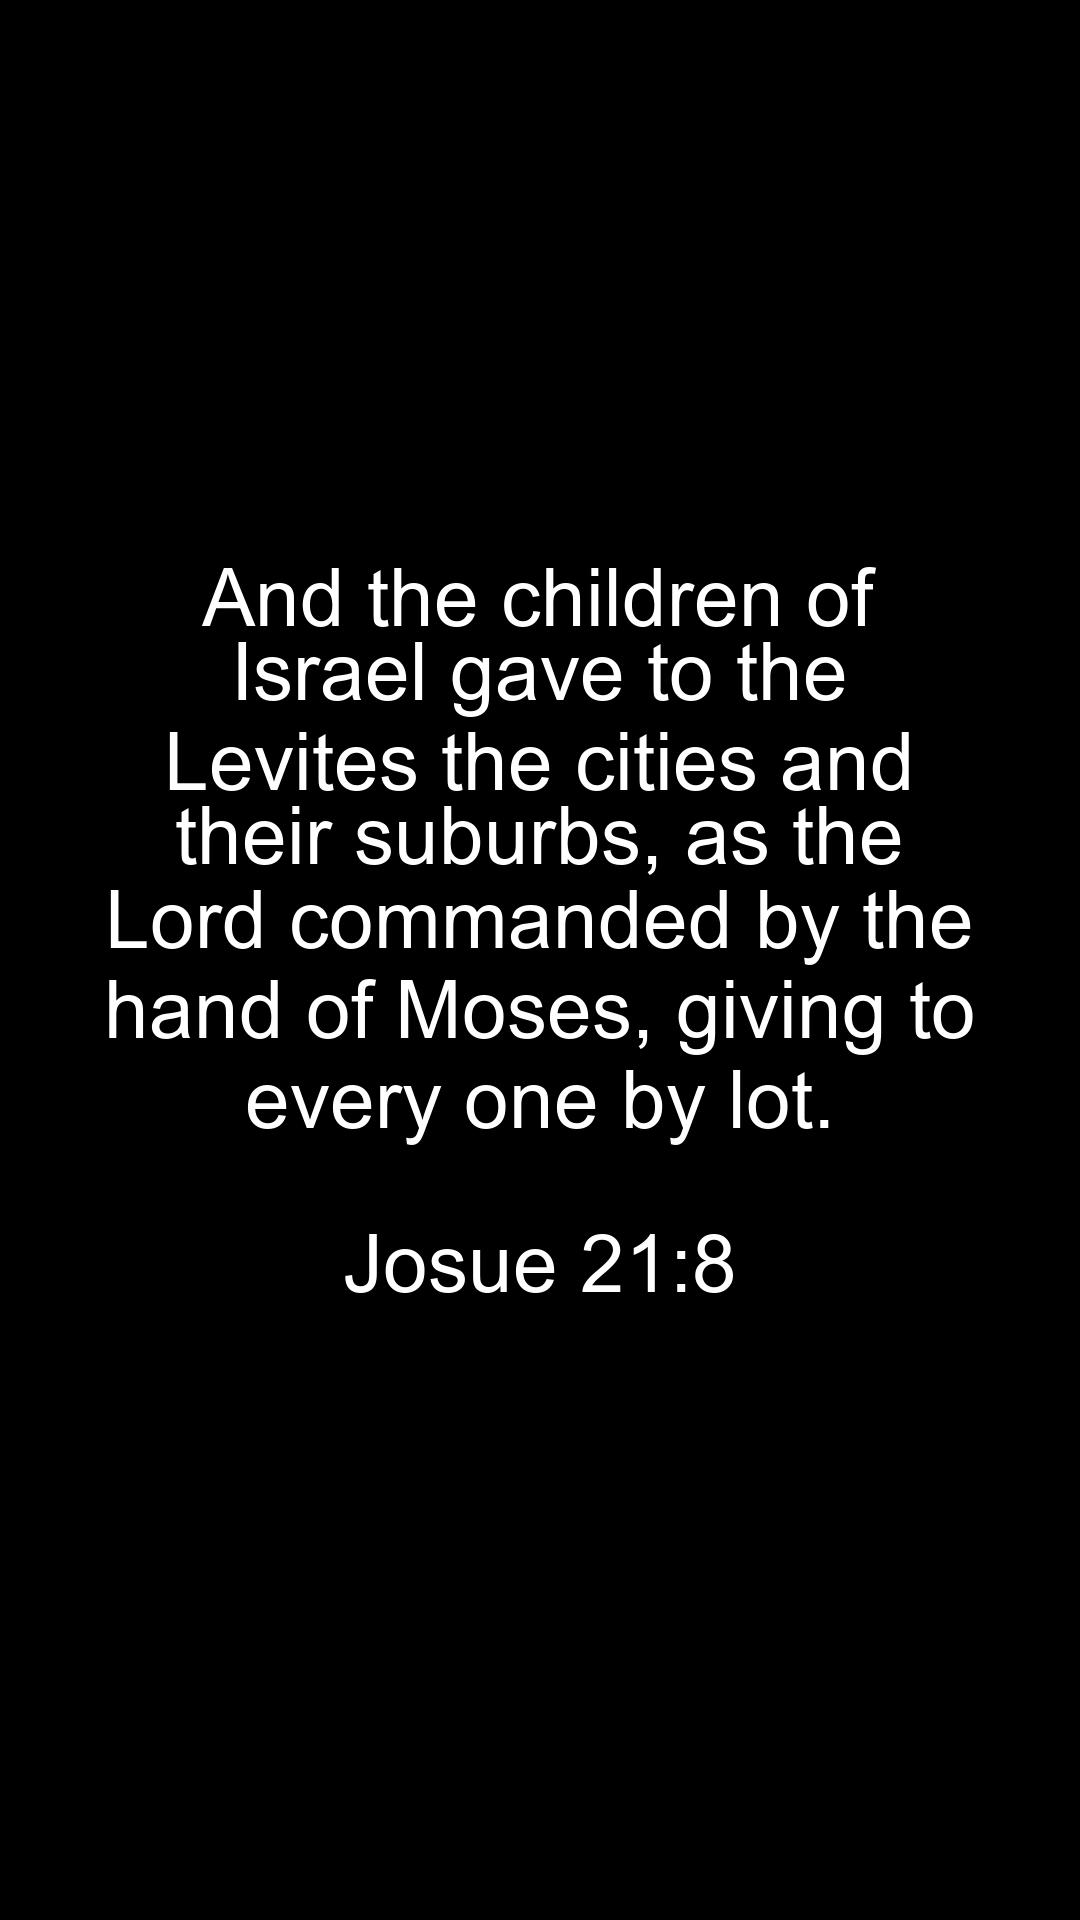 And the children of
Israel gave to the
Levites the cities and
their suburbs, as the
Lord commanded by the
hand of Moses, giving to
every one by lot.
Josue 21:8